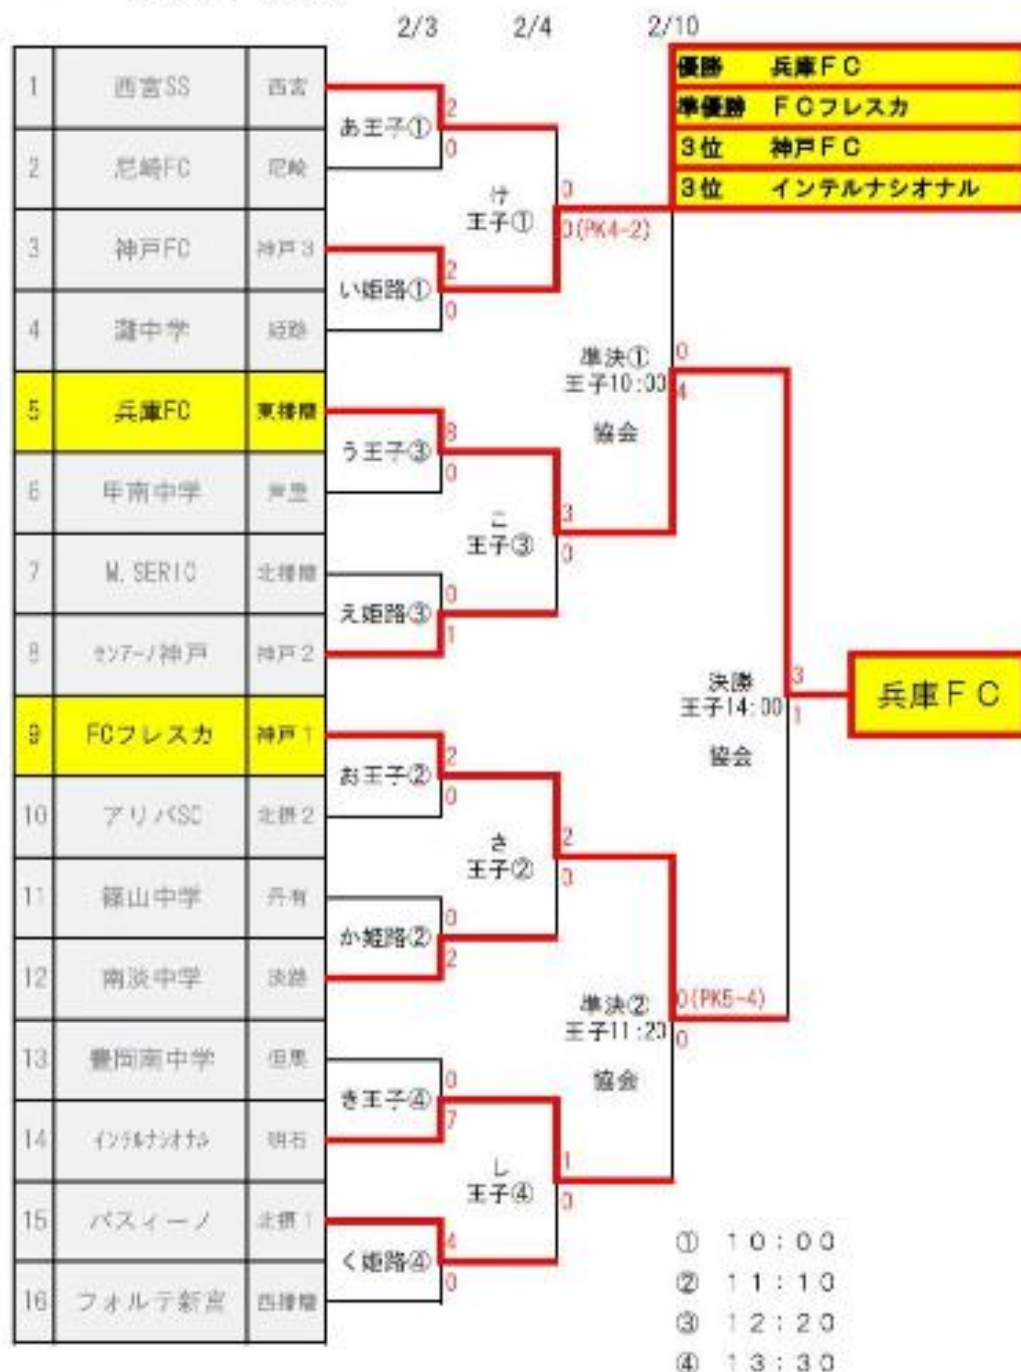 2/3 2/4 2/10
優勝 兵庫FC
準優勝 FCフレスカ
3位 神戸FC
3位 インテルナシオナル
1 西宮SS 西宮
2 尼崎FC 尼崎
3 神戸FC 神戸3
4 灘中学 姫路
5 兵庫FC 東播磨
6 甲南中学
7 M.SERIO 北播磨
8 センアーノ神戸 神戸2
9 FCフレスカ 神戸1
10 アリバSC 北摂2
11 篠山中学 丹有
12 南淡中学 淡路
13 豊岡南中学 但馬
14 インテルナシオナル 明石
15 パスィーノ 北摂1
16 フォルテ新宮 西播磨
あ王子① 2 0
い姫路① 2 0
う王子③ 8 0
え姫路③ 0 1
お王子② 2 0
か姫路② 0 2
き王子④ 0 7
く姫路④ 4 0
け
王子① 0 0(PK4-2)
こ
王子③ 3 0
さ
王子② 2 0
し
王子④ 1 0
準決①
王子10:00 0 4
協会
準決②
王子11:20 0(PK5-4) 0
協会
決勝
王子14:00 3 1
協会
兵庫FC
① 10:00
② 11:10
③ 12:20
④ 13:30